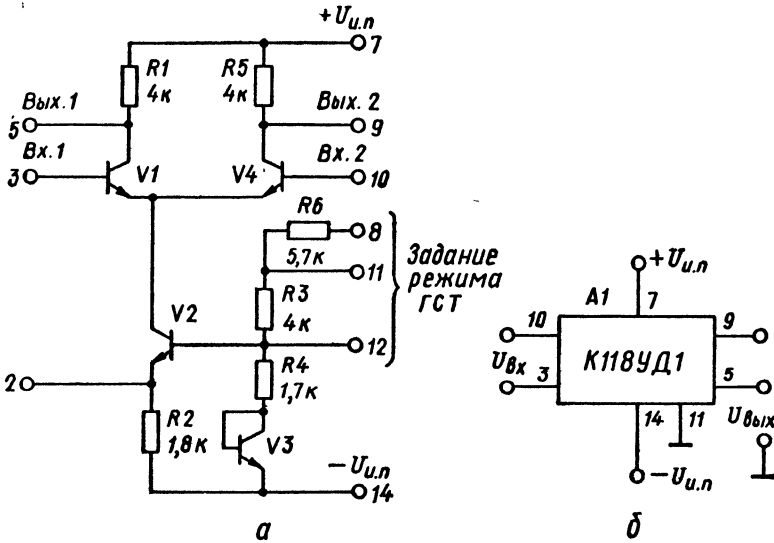 +Uи.п
7
R1
4к
R5
4к
Вых. 1
5
Вых. 2
9
Вх. 1
3
V1
V4
Вх. 2
10
R6
5,7к
8
11
R3
4к
Задание
режима
ГСТ
V2
12
R4
1,7к
2
R2
1,8к
V3
−Uи.п
14
а
+Uи.п
А1
7
10
9
Uвх
К118УД1
3
5
14
11
Uвых
−Uи.п
б